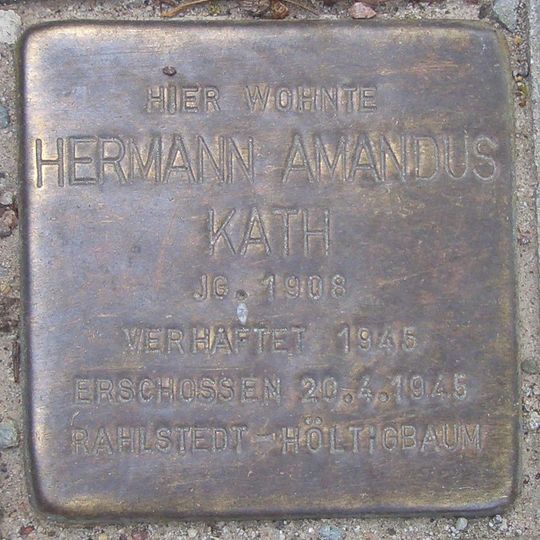 HIER WOHNTE
HERMANN AMANDUS
KATH
JG. 1908
VERHAFTET 1945
ERSCHOSSEN 20.4.1945
RAHLSTEDT-HÖLTIGBAUM